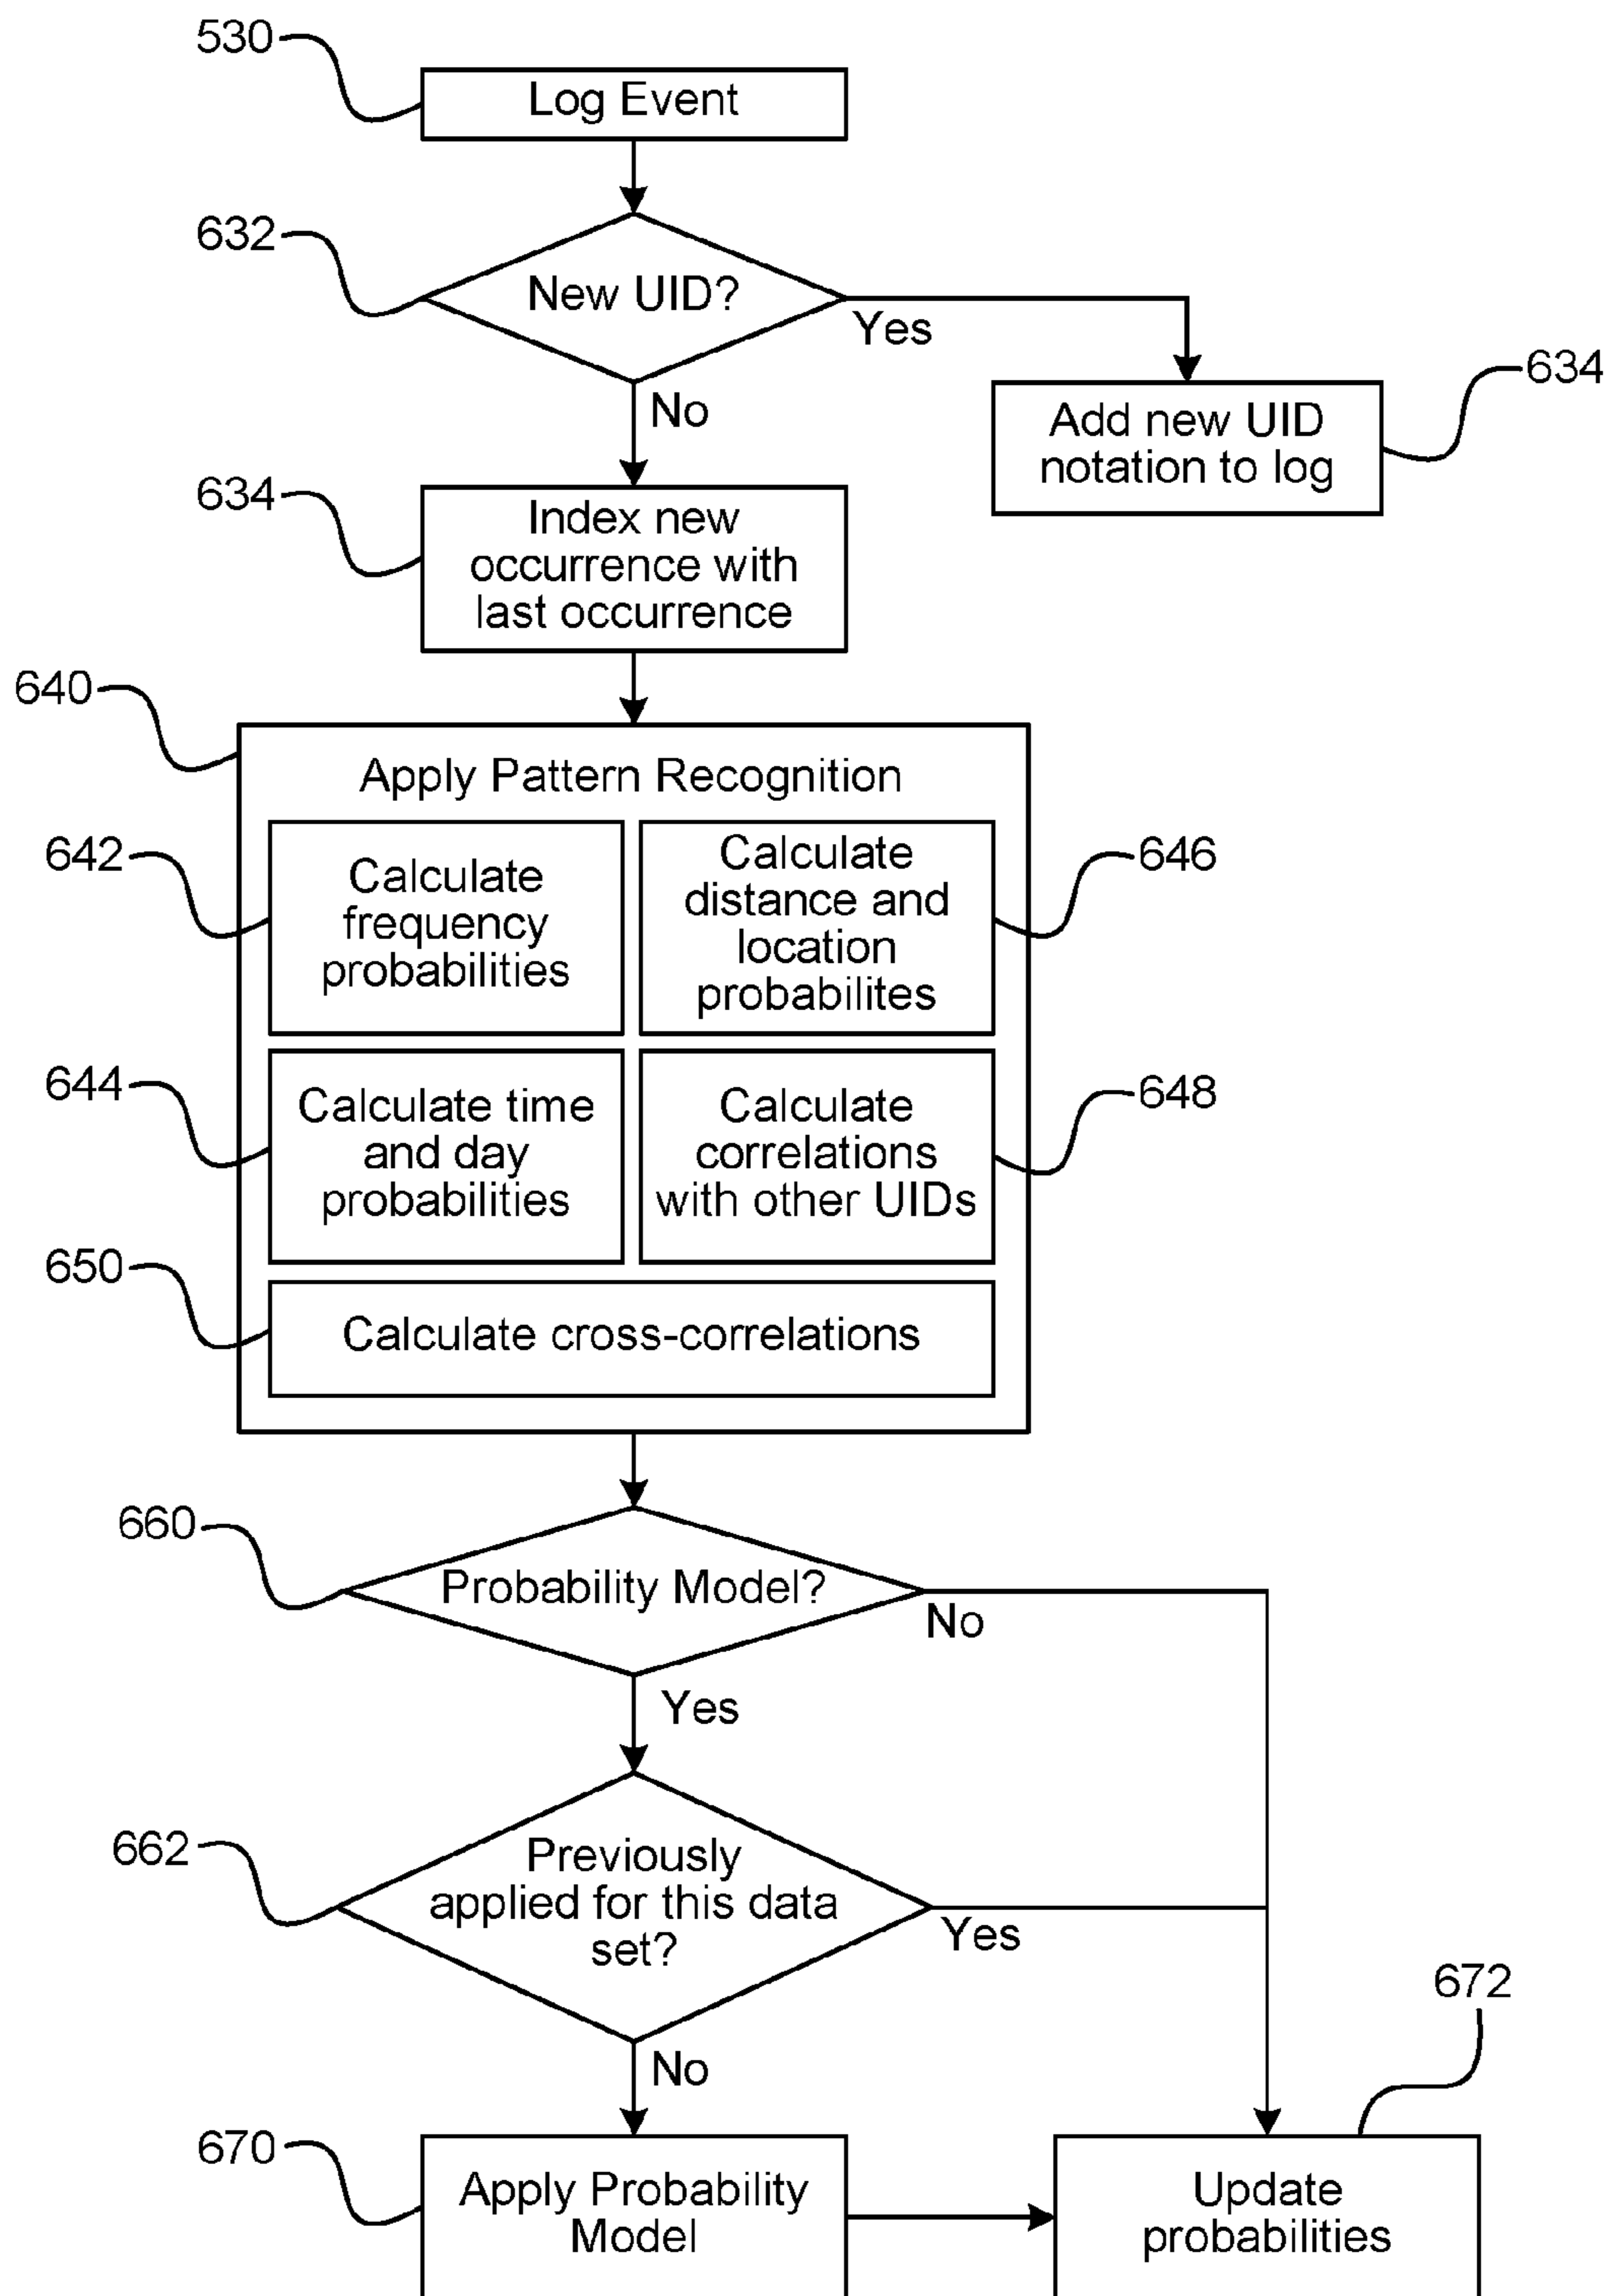 530
Log Event
632
New UID?
Yes
No
634
Add new UID
notation to log
634
Index new
occurrence with
last occurrence
640
Apply Pattern Recognition
642
Calculate
frequency
probabilities
Calculate
distance and
location
probabilites
646
644
Calculate time
and day
probabilities
Calculate
correlations
with other UIDs
648
650
Calculate cross-correlations
660
Probability Model?
No
Yes
662
Previously
applied for this data
set?
Yes
No
672
670
Apply Probability
Model
Update
probabilities